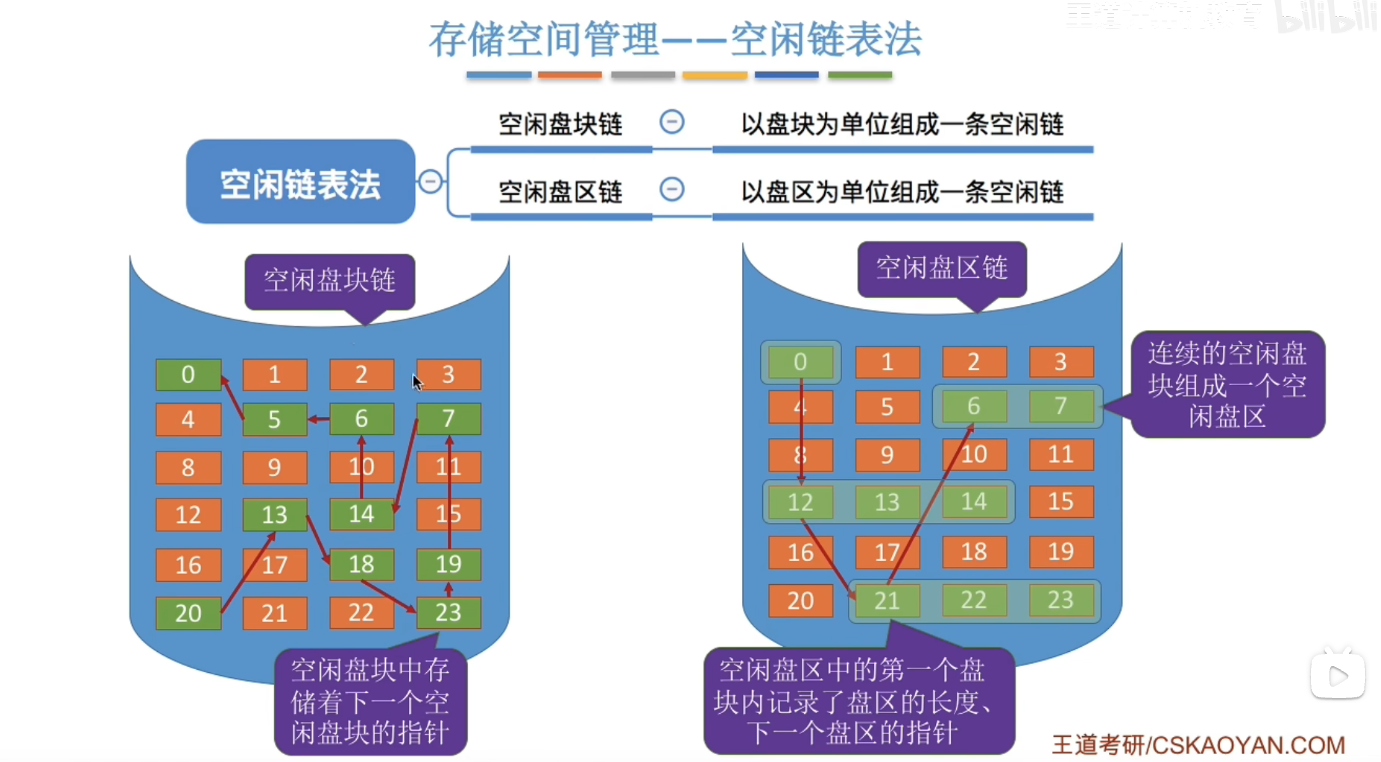 存储空间管理——空闲链表法
bilibili
空闲链表法
空闲盘块链
以盘块为单位组成一条空闲链
空闲盘区链
以盘区为单位组成一条空闲链
空闲盘块链
0 1 2 3
4 5 6 7
8 9 10 11
12 13 14 15
16 17 18 19
20 21 22 23
空闲盘块中存
储着下一个空
闲盘块的指针
空闲盘区链
0 1 2 3
4 5 6 7
8 9 10 11
12 13 14 15
16 17 18 19
20 21 22 23
连续的空闲盘
块组成一个空
闲盘区
空闲盘区中的第一个盘
块内记录了盘区的长度、
下一个盘区的指针
王道考研/CSKAOYAN.COM